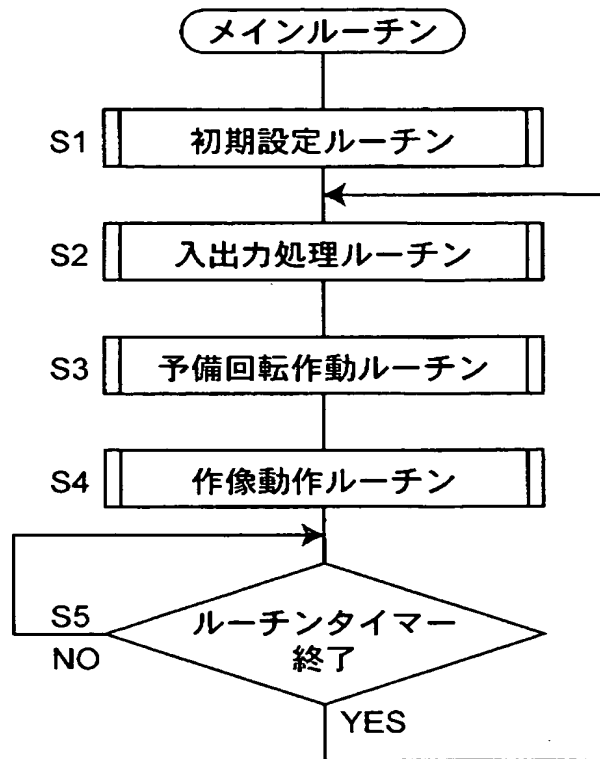 メインルーチン
S1
初期設定ルーチン
S2
入出力処理ルーチン
S3
予備回転作動ルーチン
S4
作像動作ルーチン
S5
ルーチンタイマー
終了
NO
YES